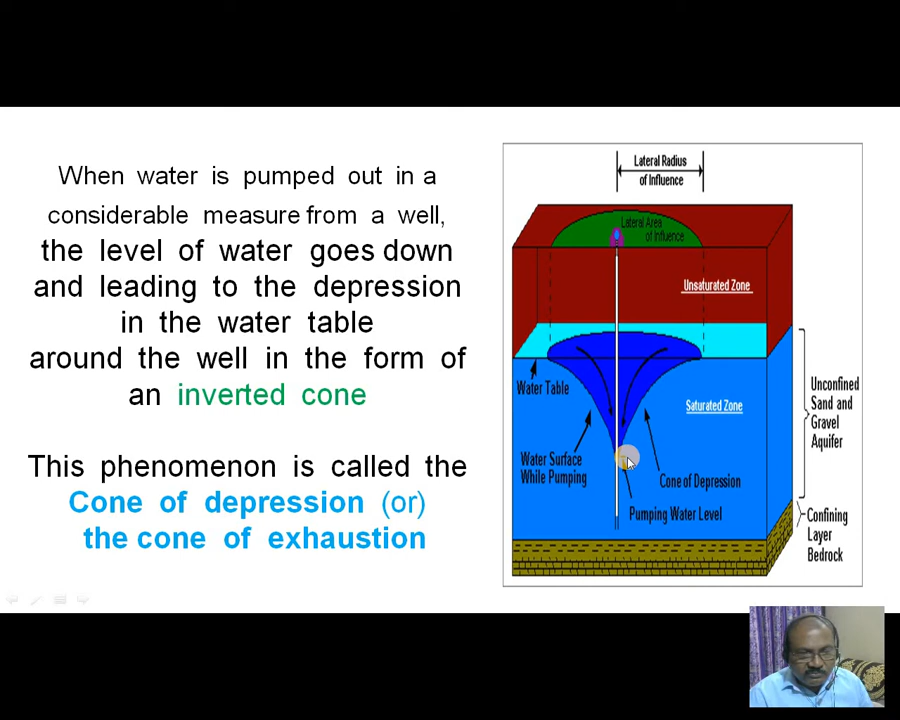 When water is pumped out in a
considerable measure from a well,
the level of water goes down
and leading to the depression
in the water table
around the well in the form of
an inverted cone
This phenomenon is called the
Cone of depression (or)
the cone of exhaustion
Lateral Radius
of Influence
Lateral Area
of Influence
Unsaturated Zone
Water Table
Saturated Zone
Water Surface
While Pumping
Cone of Depression
Pumping Water Level
Unconfined
Sand and
Gravel
Aquifer
Confining
Layer
Bedrock